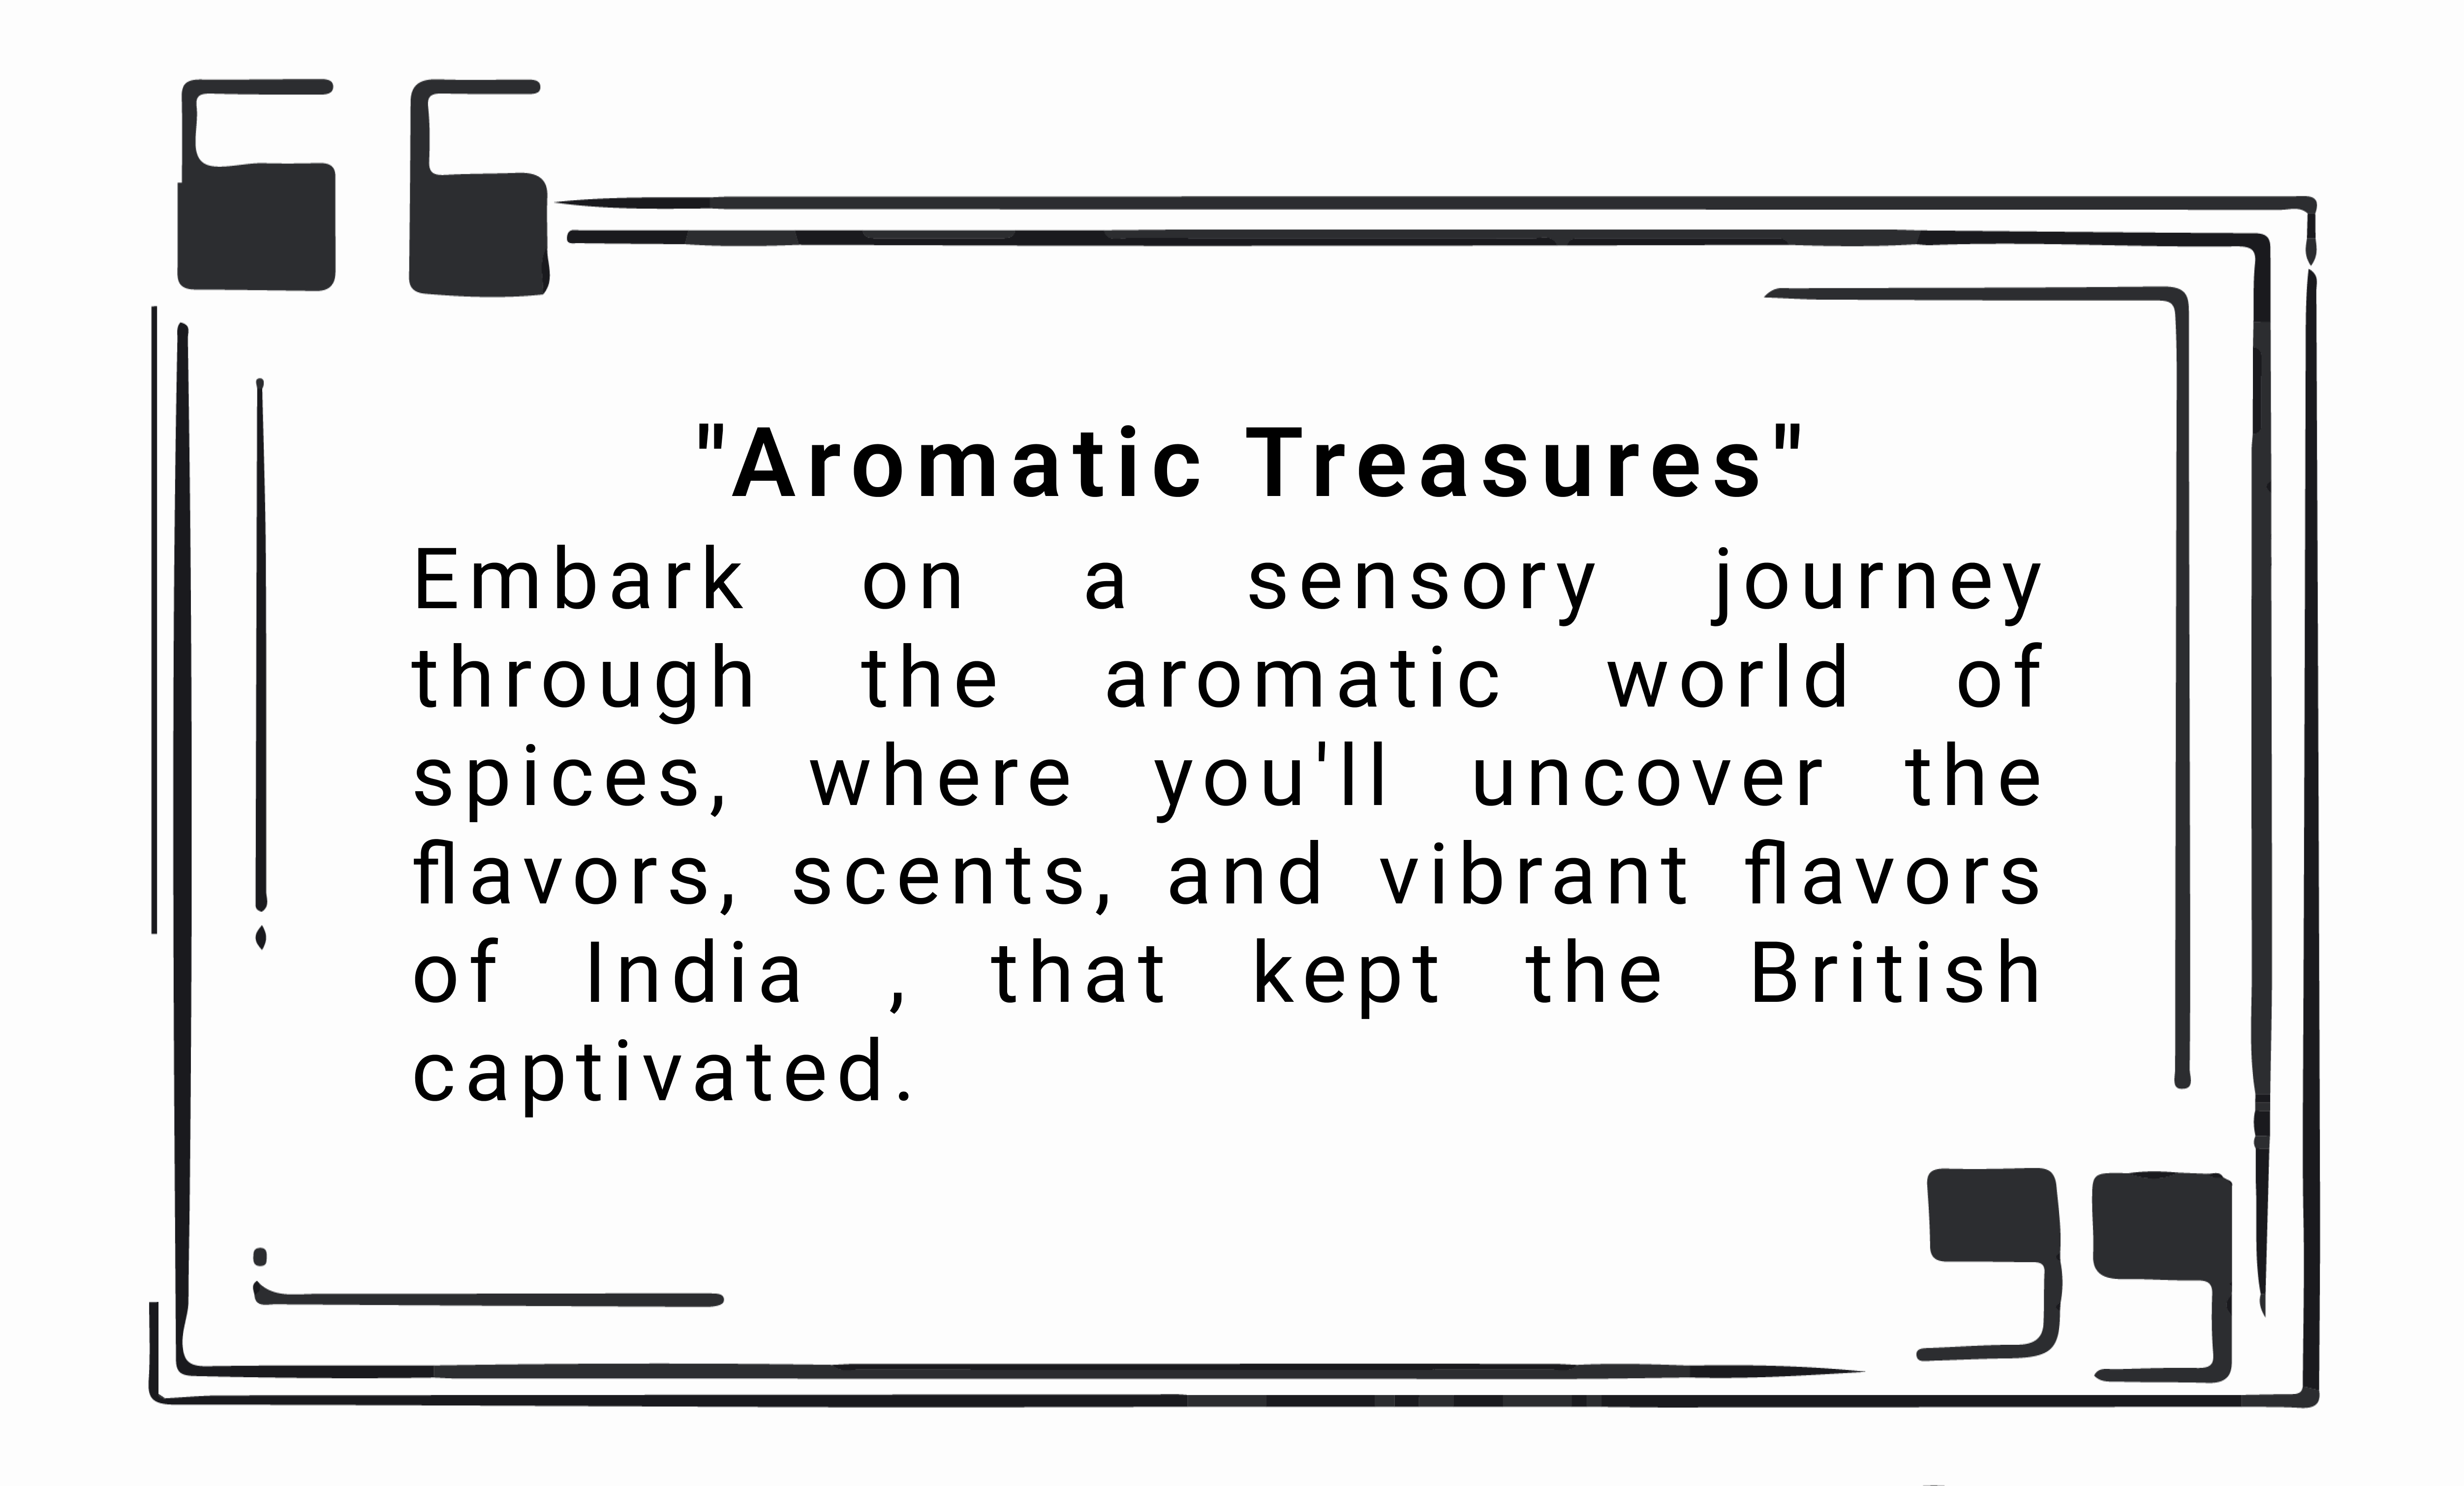 "Aromatic Treasures"
Embark on a sensory journey
through the aromatic world of
spices, where you'll uncover the
flavors, scents, and vibrant flavors
of India , that kept the British
captivated.